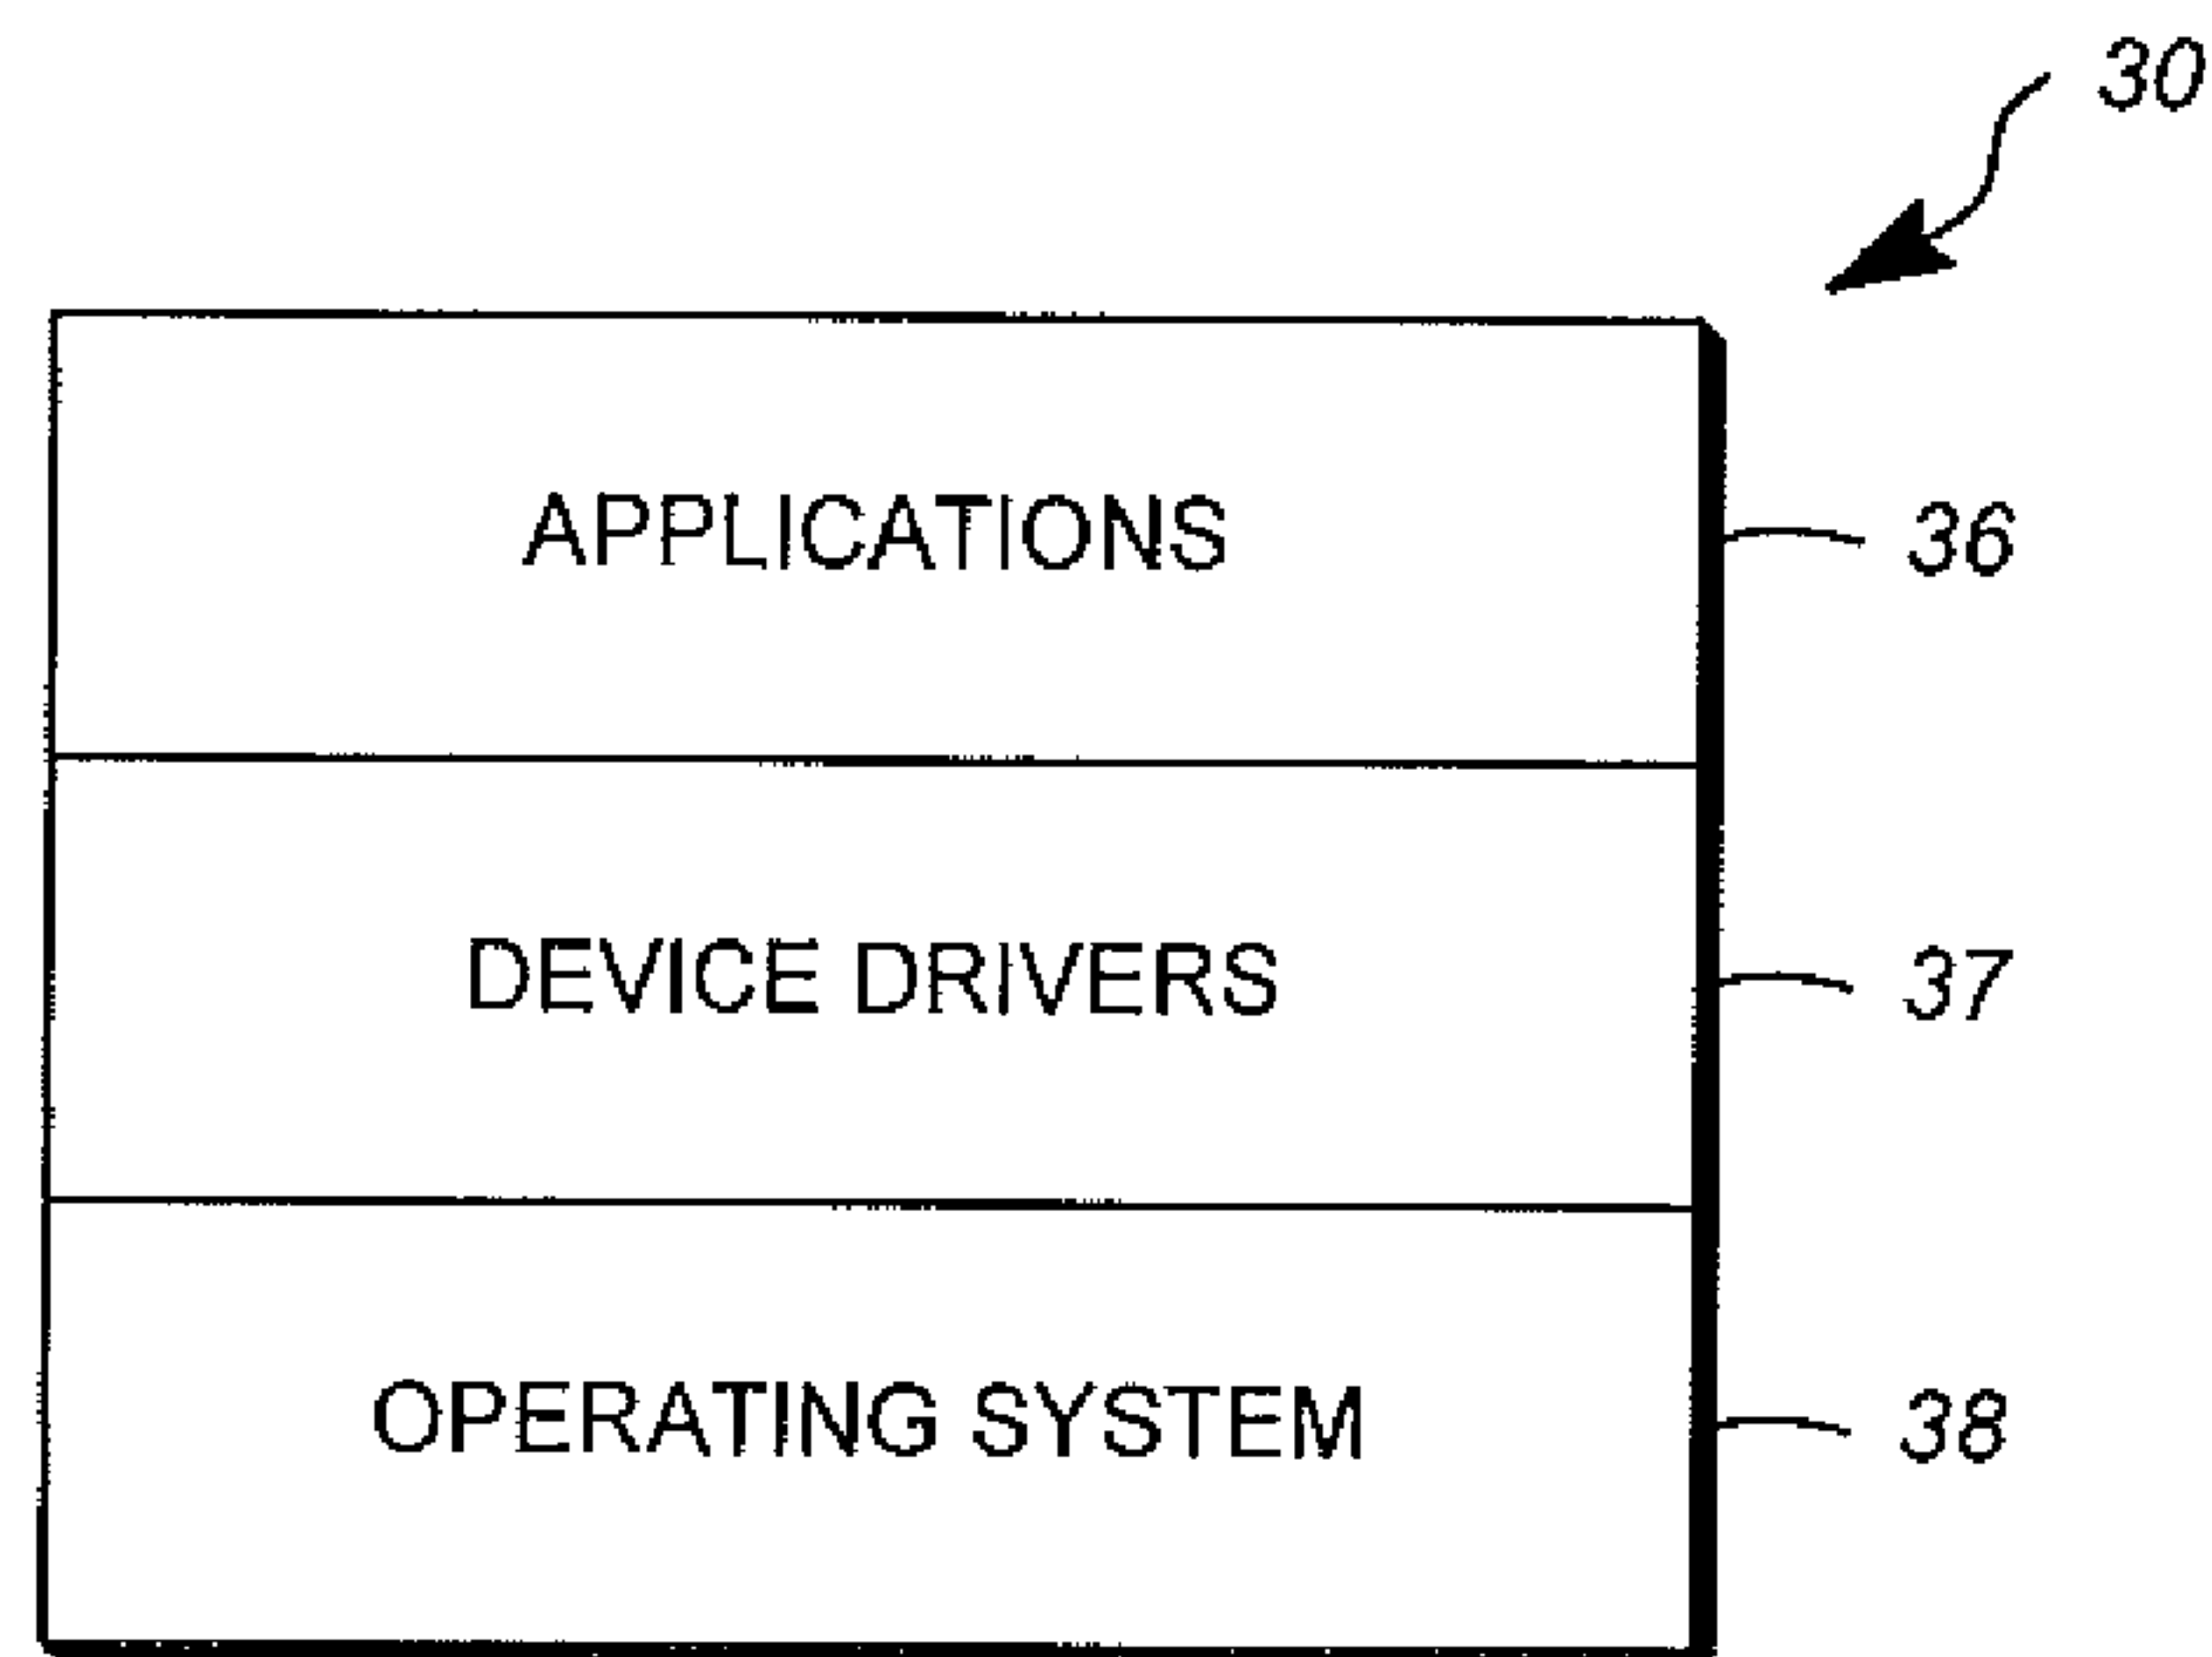 30
APPLICATIONS
36
DEVICE DRIVERS
37
OPERATING SYSTEM
38